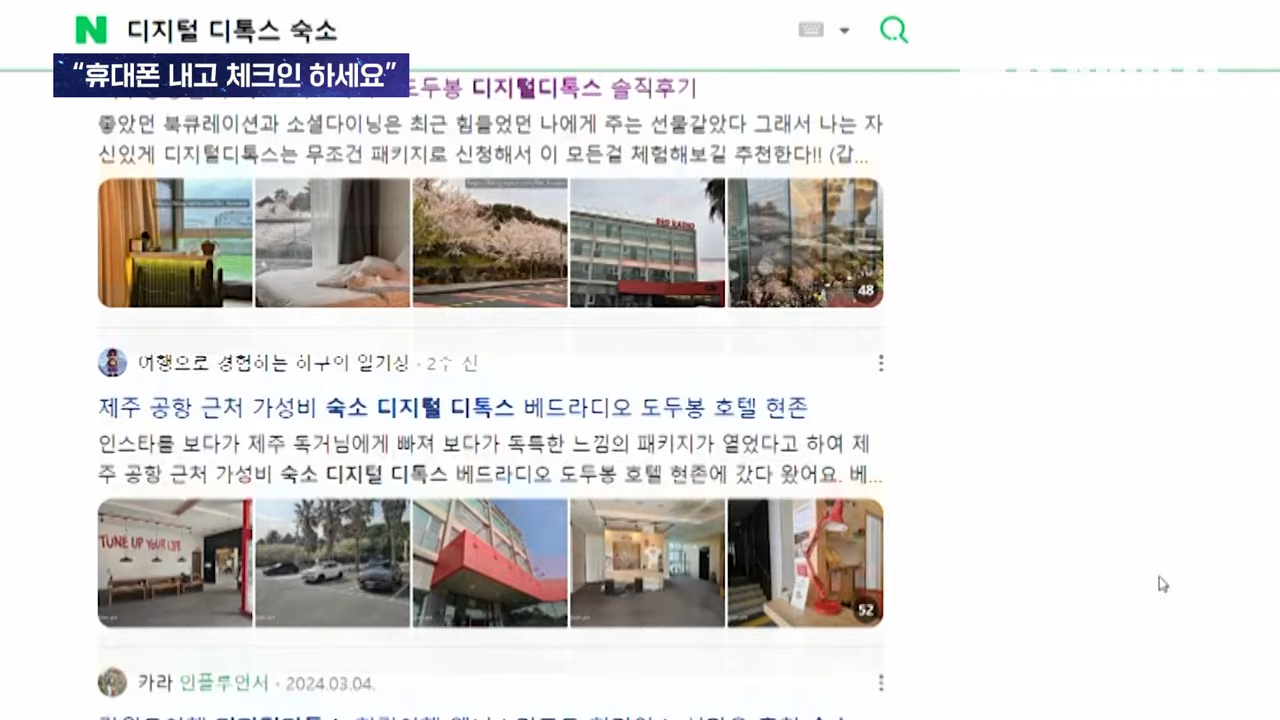 N 디지털 디톡스 숙소
“휴대폰 내고 체크인 하세요”
도두봉 디지털디톡스 솔직후기
좋았던 북큐레이션과 소셜다이닝은 최근 힘들었던 나에게 주는 선물같았다 그래서 나는 자
신있게 디지털디톡스는 무조건 패키지로 신청해서 이 모든걸 체험해보길 추천한다!! (갑...
BED RADIO
48
여행으로 경험하는
제주 공항 근처 가성비 숙소 디지털 디톡스 베드라디오 도두봉 호텔 현존
인스타를 보다가 제주 독거님에게 빠져 보다가 독특한 느낌의 패키지가 열었다고 하여 제
주 공항 근처 가성비 숙소 디지털 디톡스 베드라디오 도두봉 호텔 현존에 갔다 왔어요. 베...
TUNE UP YOUR LIFE
52
카라 인플루언서 · 2024.03.04.